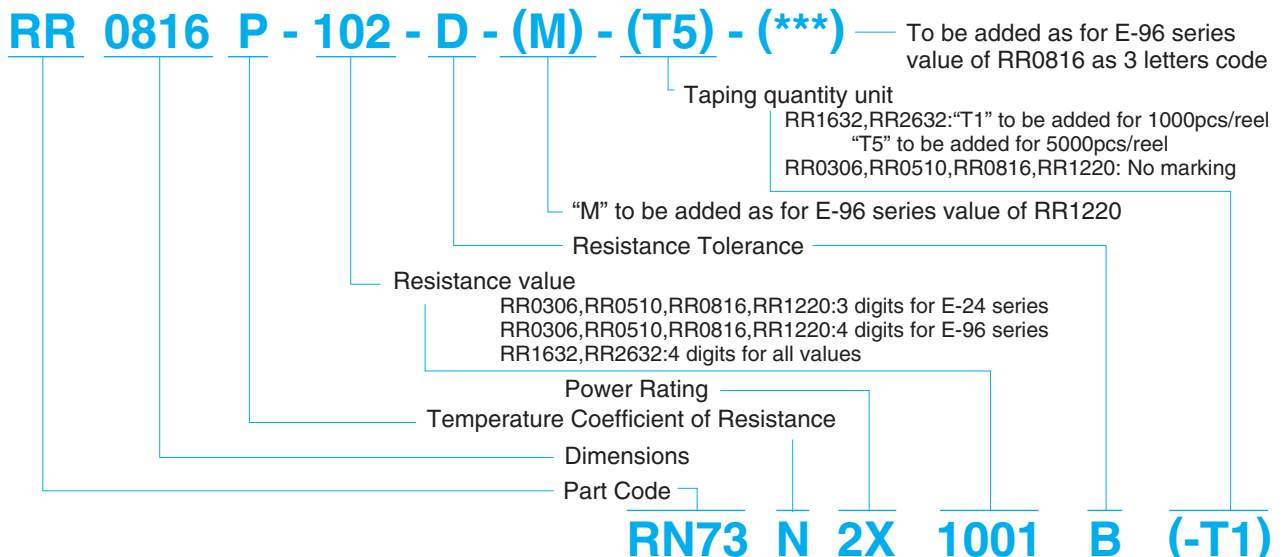 RR 0816 P - 102 - D - (M) - (T5) - (***)
To be added as for E-96 series
value of RR0816 as 3 letters code
Taping quantity unit
RR1632,RR2632:“T1” to be added for 1000pcs/reel
“T5” to be added for 5000pcs/reel
RR0306,RR0510,RR0816,RR1220: No marking
“M” to be added as for E-96 series value of RR1220
Resistance Tolerance
Resistance value
RR0306,RR0510,RR0816,RR1220:3 digits for E-24 series
RR0306,RR0510,RR0816,RR1220:4 digits for E-96 series
RR1632,RR2632:4 digits for all values
Power Rating
Temperature Coefficient of Resistance
Dimensions
Part Code
RN73 N 2X 1001 B (-T1)